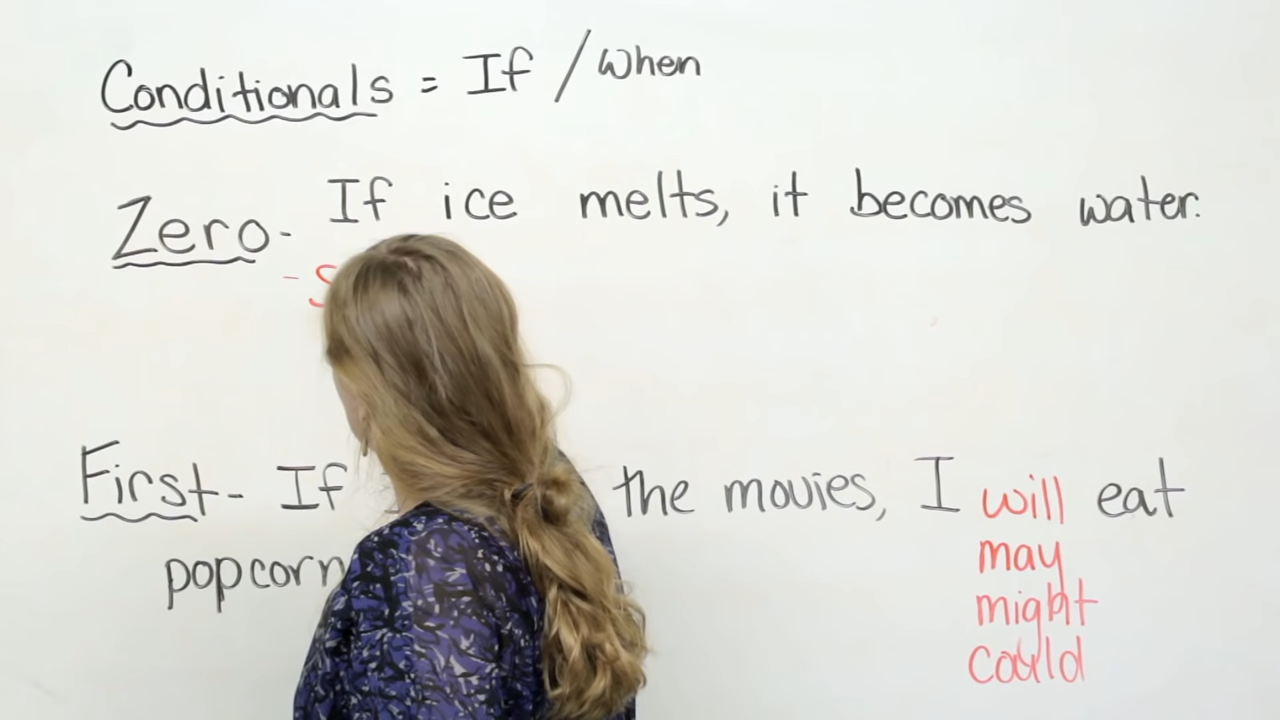 Conditionals = If / when
Zero - If ice melts, it becomes water.
- S
First - If the movies, I will eat
may
popcorn
might
could